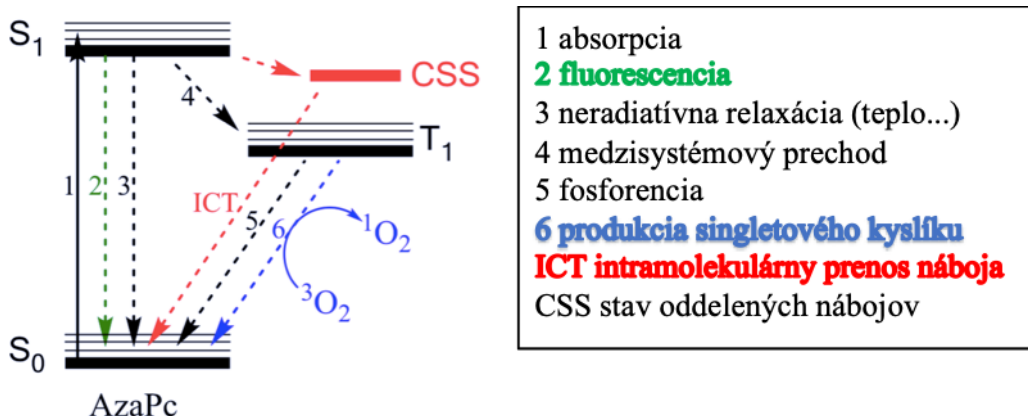 S₁
CSS
4
T₁
1
2
3
ICT
5
6
¹O₂
³O₂
S₀
AzaPc
1 absorpcia
2 fluorescencia
3 neradiatívna relaxácia (teplo...)
4 medzisystémový prechod
5 fosforencia
6 produkcia singletového kyslíku
ICT intramolekulárny prenos náboja
CSS stav oddelených nábojov